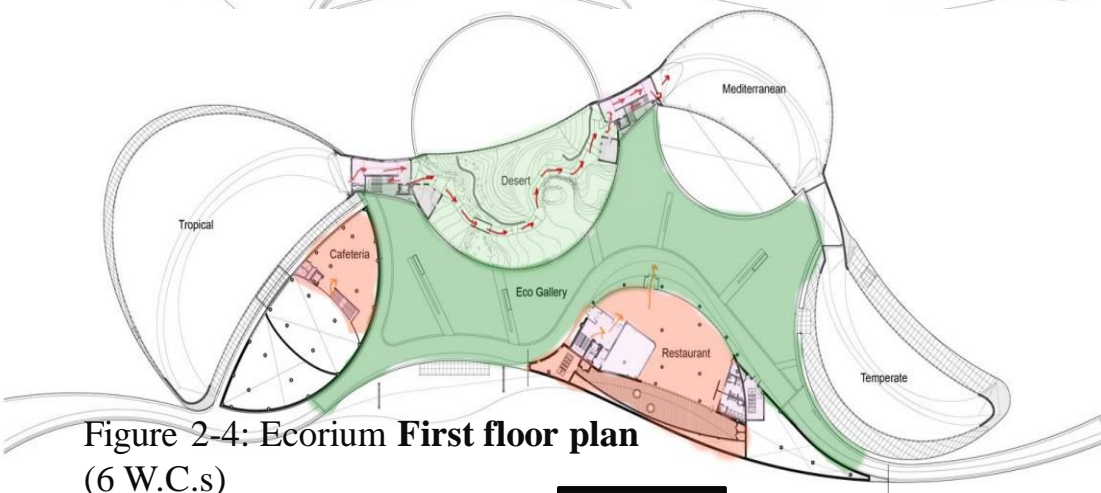 Mediterranean
Desert
Tropical
Cafeteria
Eco Gallery
Restaurant
Temperate
Figure 2-4: Ecorium First floor plan
(6 W.C.s)